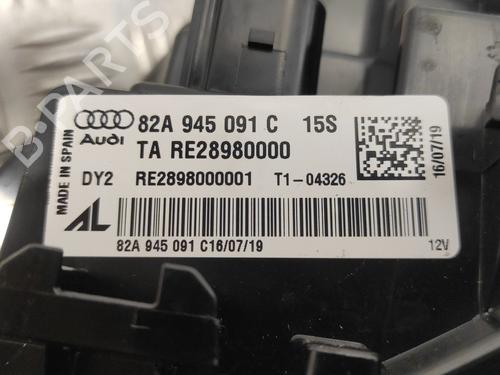 B-PARTS
Audi
82A 945 091 C 15S
TA RE28980000
DY2 RE2898000001 T1-04326
MADE IN SPAIN
16/07/19
AL
82A 945 091 C16/07/19
12V